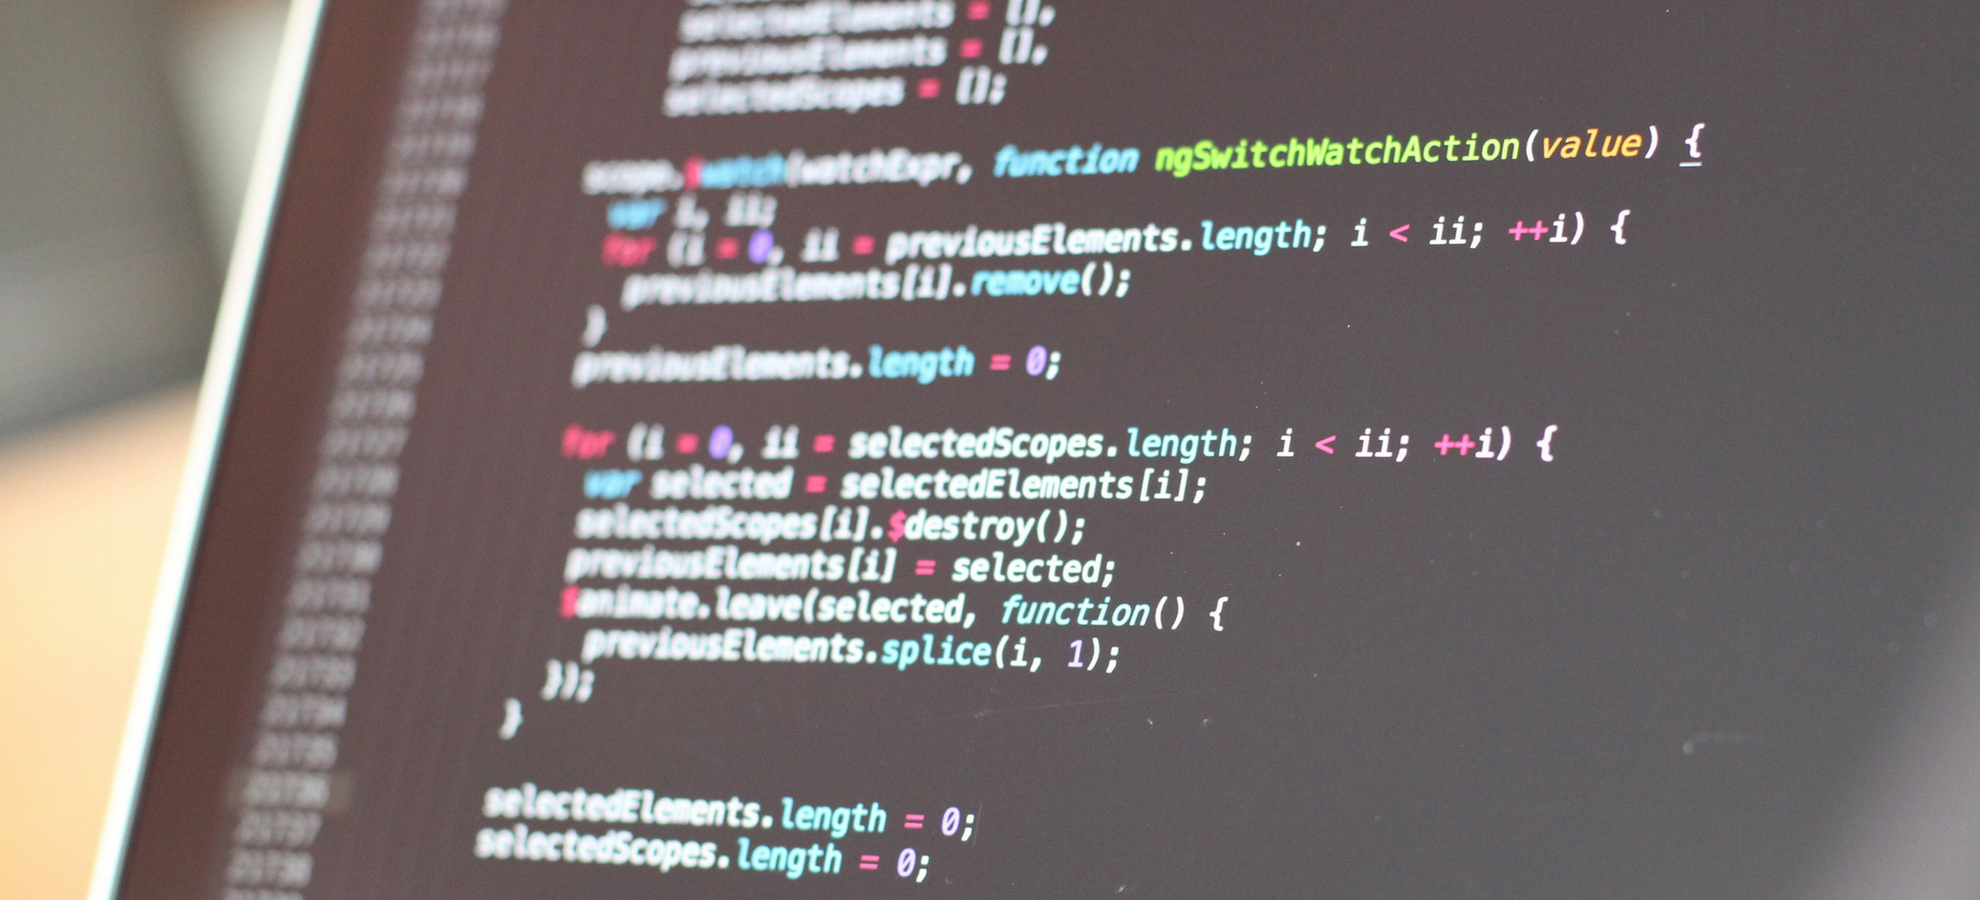 selectedElements = [],
previousElements = [],
selectedScopes = [];
scope.$watch(watchExpr, function ngSwitchWatchAction(value) {
var i, ii;
for (i = 0, ii = previousElements.length; i < ii; ++i) {
previousElements[i].remove();
}
previousElements.length = 0;
for (i = 0, ii = selectedScopes.length; i < ii; ++i) {
var selected = selectedElements[i];
selectedScopes[i].$destroy();
previousElements[i] = selected;
$animate.leave(selected, function() {
previousElements.splice(i, 1);
});
}
selectedElements.length = 0;
selectedScopes.length = 0;